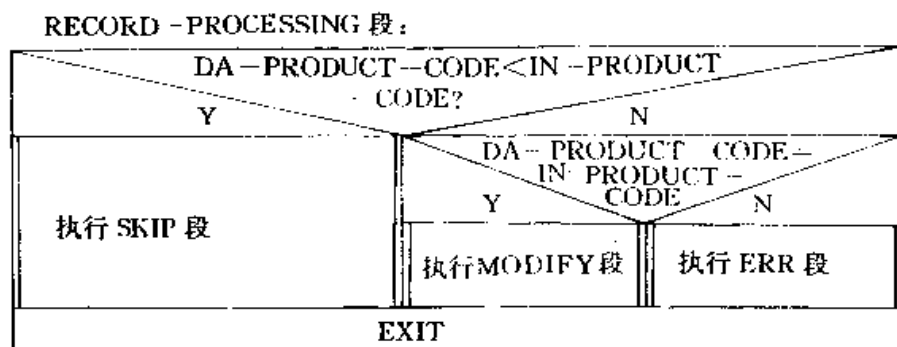 RECORD-PROCESSING 段：
DA-PRODUCT-CODE<IN-PRODUCT
CODE?
Y
N
DA-PRODUCT CODE-
IN PRODUCT-
CODE
Y
N
执行 SKIP 段
执行MODIFY段
执行 ERR 段
EXIT